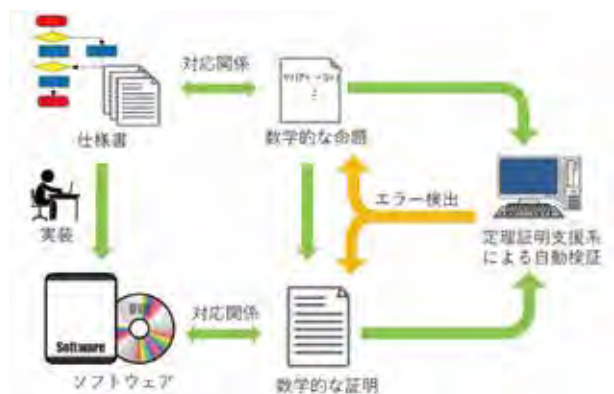 対応関係
仕様書
数学的な命題
エラー検出
実装
定理証明支援系
による自動検証
対応関係
Software
ソフトウェア
数学的な証明